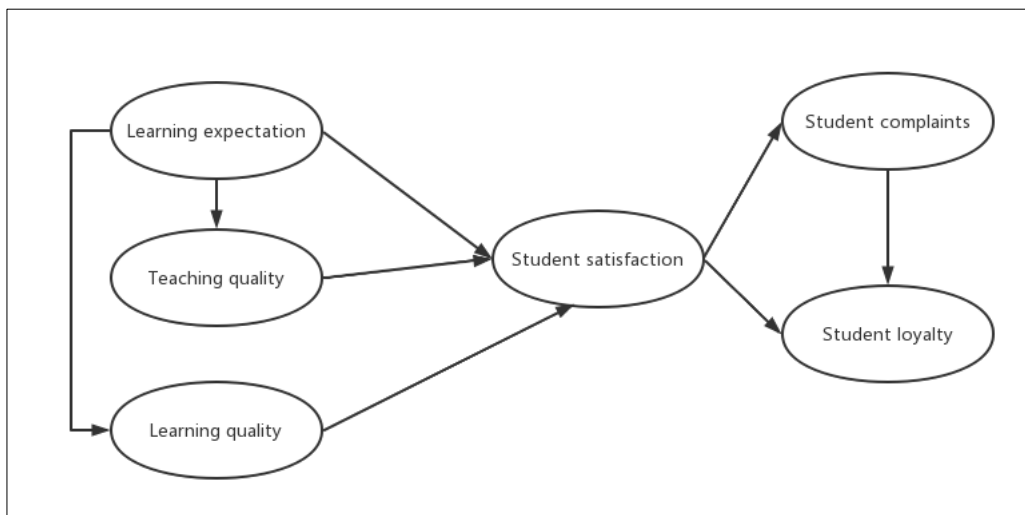 Learning expectation
Teaching quality
Learning quality
Student satisfaction
Student complaints
Student loyalty